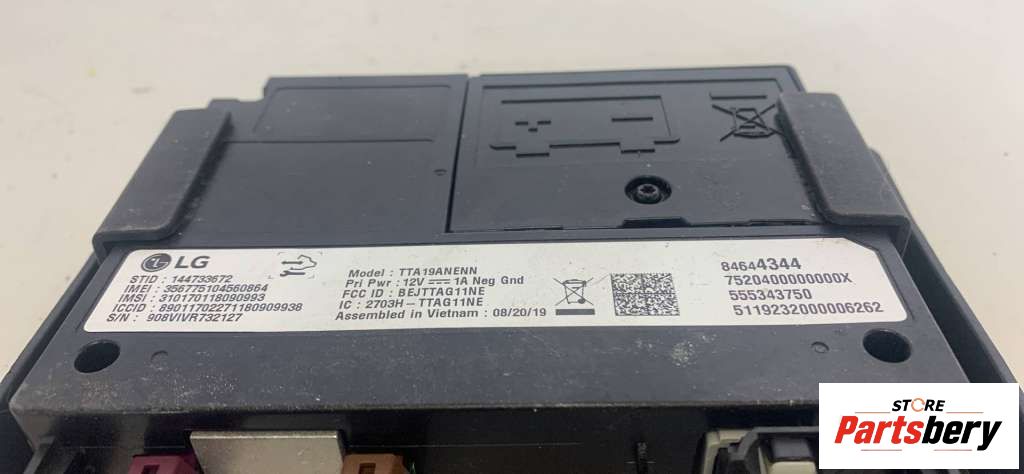 LG
STID : 144733672
IMEI : 356775104560864
IMSI : 310170118090993
ICCID : 89011702271180909938
S/N : 908VIVR732127
Model : TTA19ANENN
Pri Pwr : 12V ⎓ 1A Neg Gnd
FCC ID : BEJTTAG11NE
IC : 2703H-TTAG11NE
Assembled in Vietnam : 08/20/19
84644344
7520400000000X
555343750
5119232000006262
STORE
Partsbery